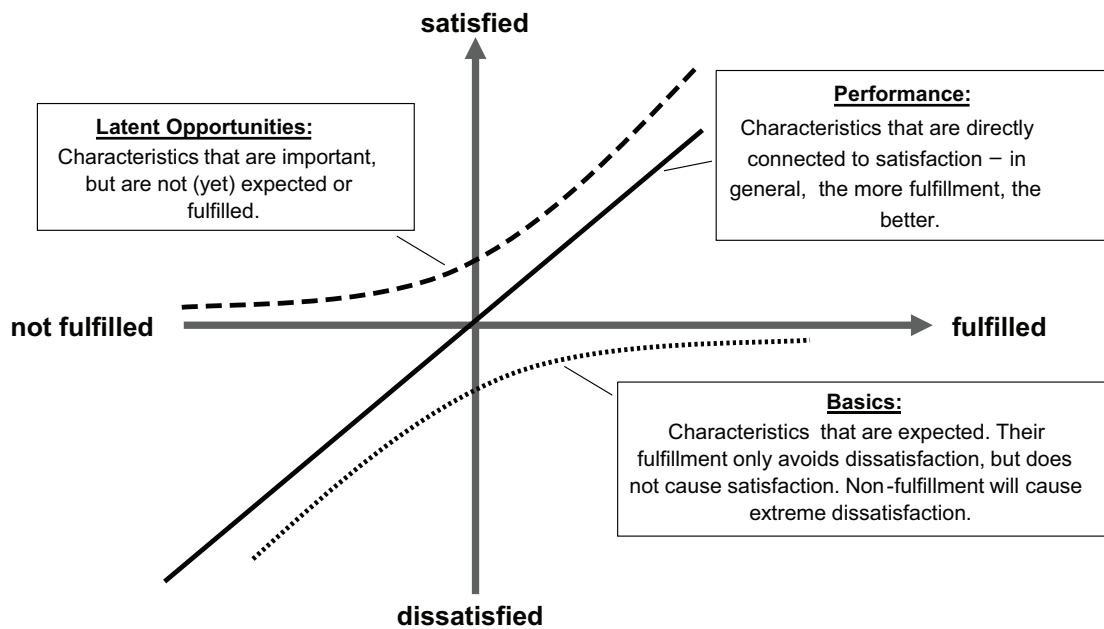 satisfied
Latent Opportunities:
Characteristics that are important,
but are not (yet) expected or
fulfilled.
Performance:
Characteristics that are directly
connected to satisfaction – in
general, the more fulfillment, the
better.
not fulfilled
fulfilled
Basics:
Characteristics that are expected. Their
fulfillment only avoids dissatisfaction, but does
not cause satisfaction. Non-fulfillment will cause
extreme dissatisfaction.
dissatisfied